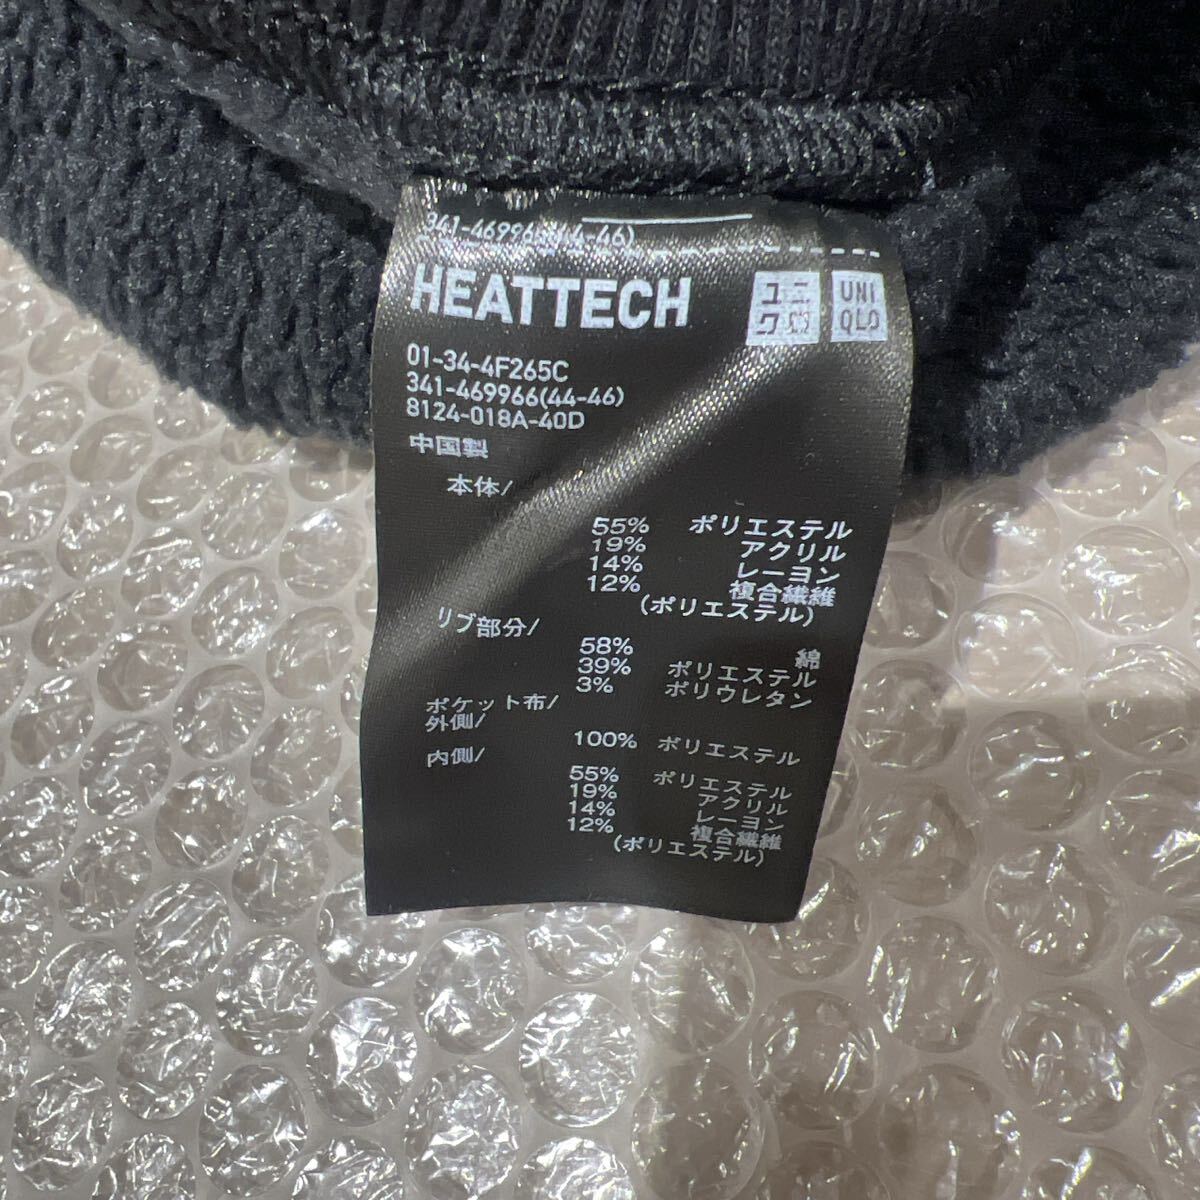 341-469966(44-46)
HEATTECH
ユニ
クロ
UNI
QLO
01-34-4F265C
341-469966(44-46)
8124-018A-40D
中国製
本体/
55% ポリエステル
19% アクリル
14% レーヨン
12% 複合繊維
(ポリエステル)
リブ部分/
58% 綿
39% ポリエステル
3% ポリウレタン
ポケット布/
外側/
100% ポリエステル
内側/
55% ポリエステル
19% アクリル
14% レーヨン
12% 複合繊維
(ポリエステル)